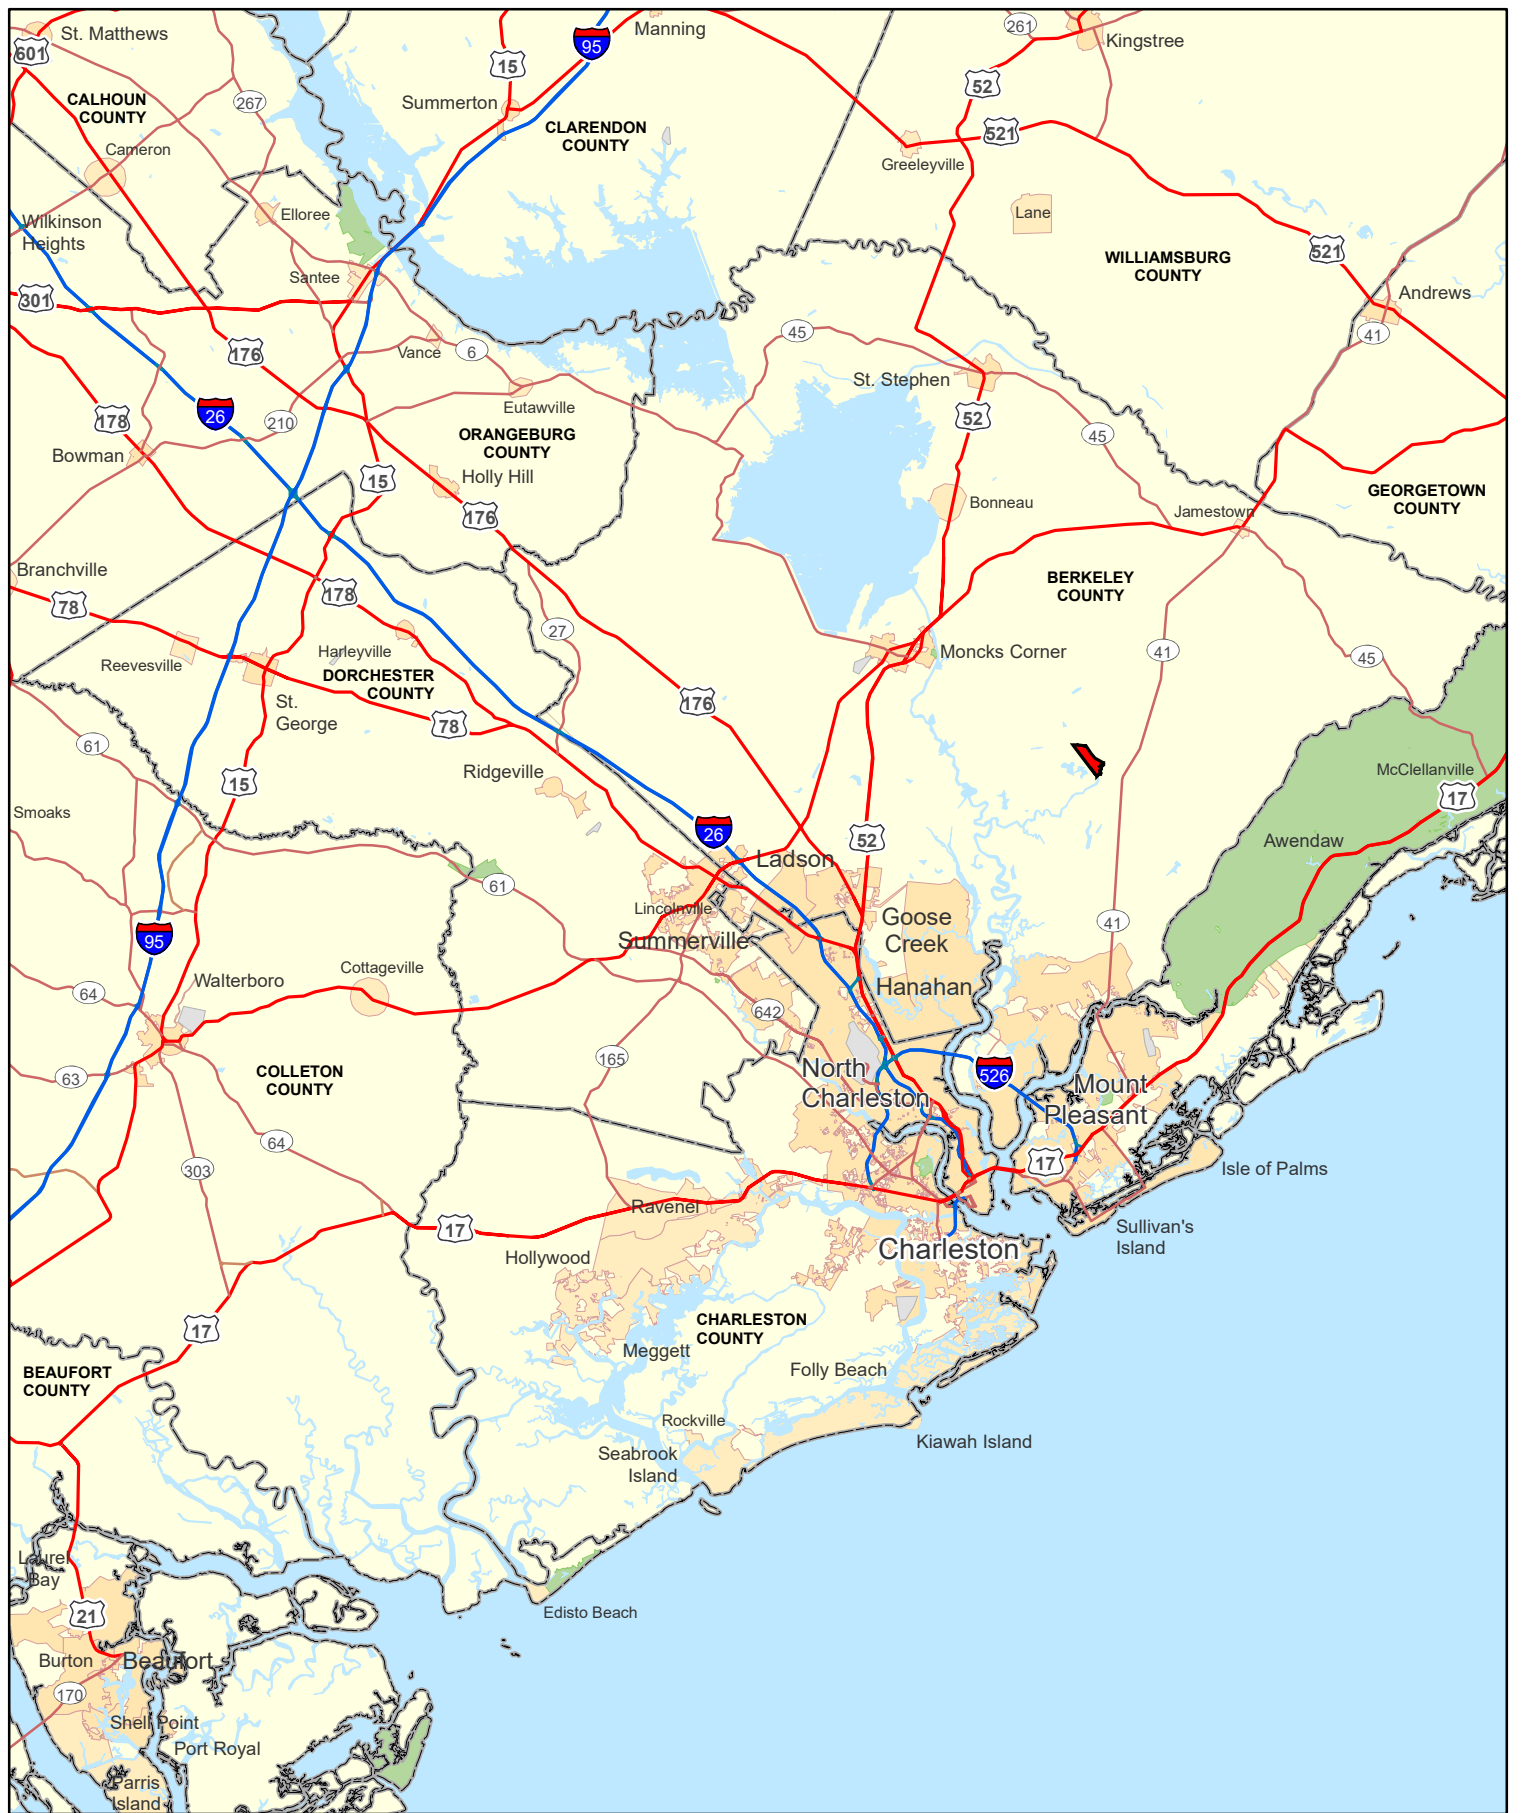 St. Matthews
601
CALHOUN
COUNTY
267
Cameron
Summerton
15
95
Manning
CLARENDON
COUNTY
261
Kingstree
52
521
Greeleyville
Lane
WILLIAMSBURG
COUNTY
521
Andrews
41
Wilkinson
Heights
Elloree
Santee
301
176
Vance
6
45
St. Stephen
52
45
178
26
210
Eutawville
ORANGEBURG
COUNTY
Bowman
15
Holly Hill
176
Bonneau
Jamestown
GEORGETOWN
COUNTY
Branchville
78
178
BERKELEY
COUNTY
27
Reevesville
Harleyville
DORCHESTER
COUNTY
Moncks Corner
41
45
St.
George
78
176
61
15
Ridgeville
McClellanville
17
Smoaks
26
52
Awendaw
Ladson
61
Lincolnville
Summerville
Goose
Creek
41
95
Walterboro
Cottageville
Hanahan
64
642
63
COLLETON
COUNTY
165
North
Charleston
526
Mount
Pleasant
64
303
17
Isle of Palms
Ravenel
17
Sullivan's
Island
Hollywood
Charleston
17
CHARLESTON
COUNTY
Meggett
Folly Beach
BEAUFORT
COUNTY
Rockville
Kiawah Island
Seabrook
Island
Laurel
Bay
21
Edisto Beach
Burton
Beaufort
170
Shell Point
Port Royal
Parris
Island